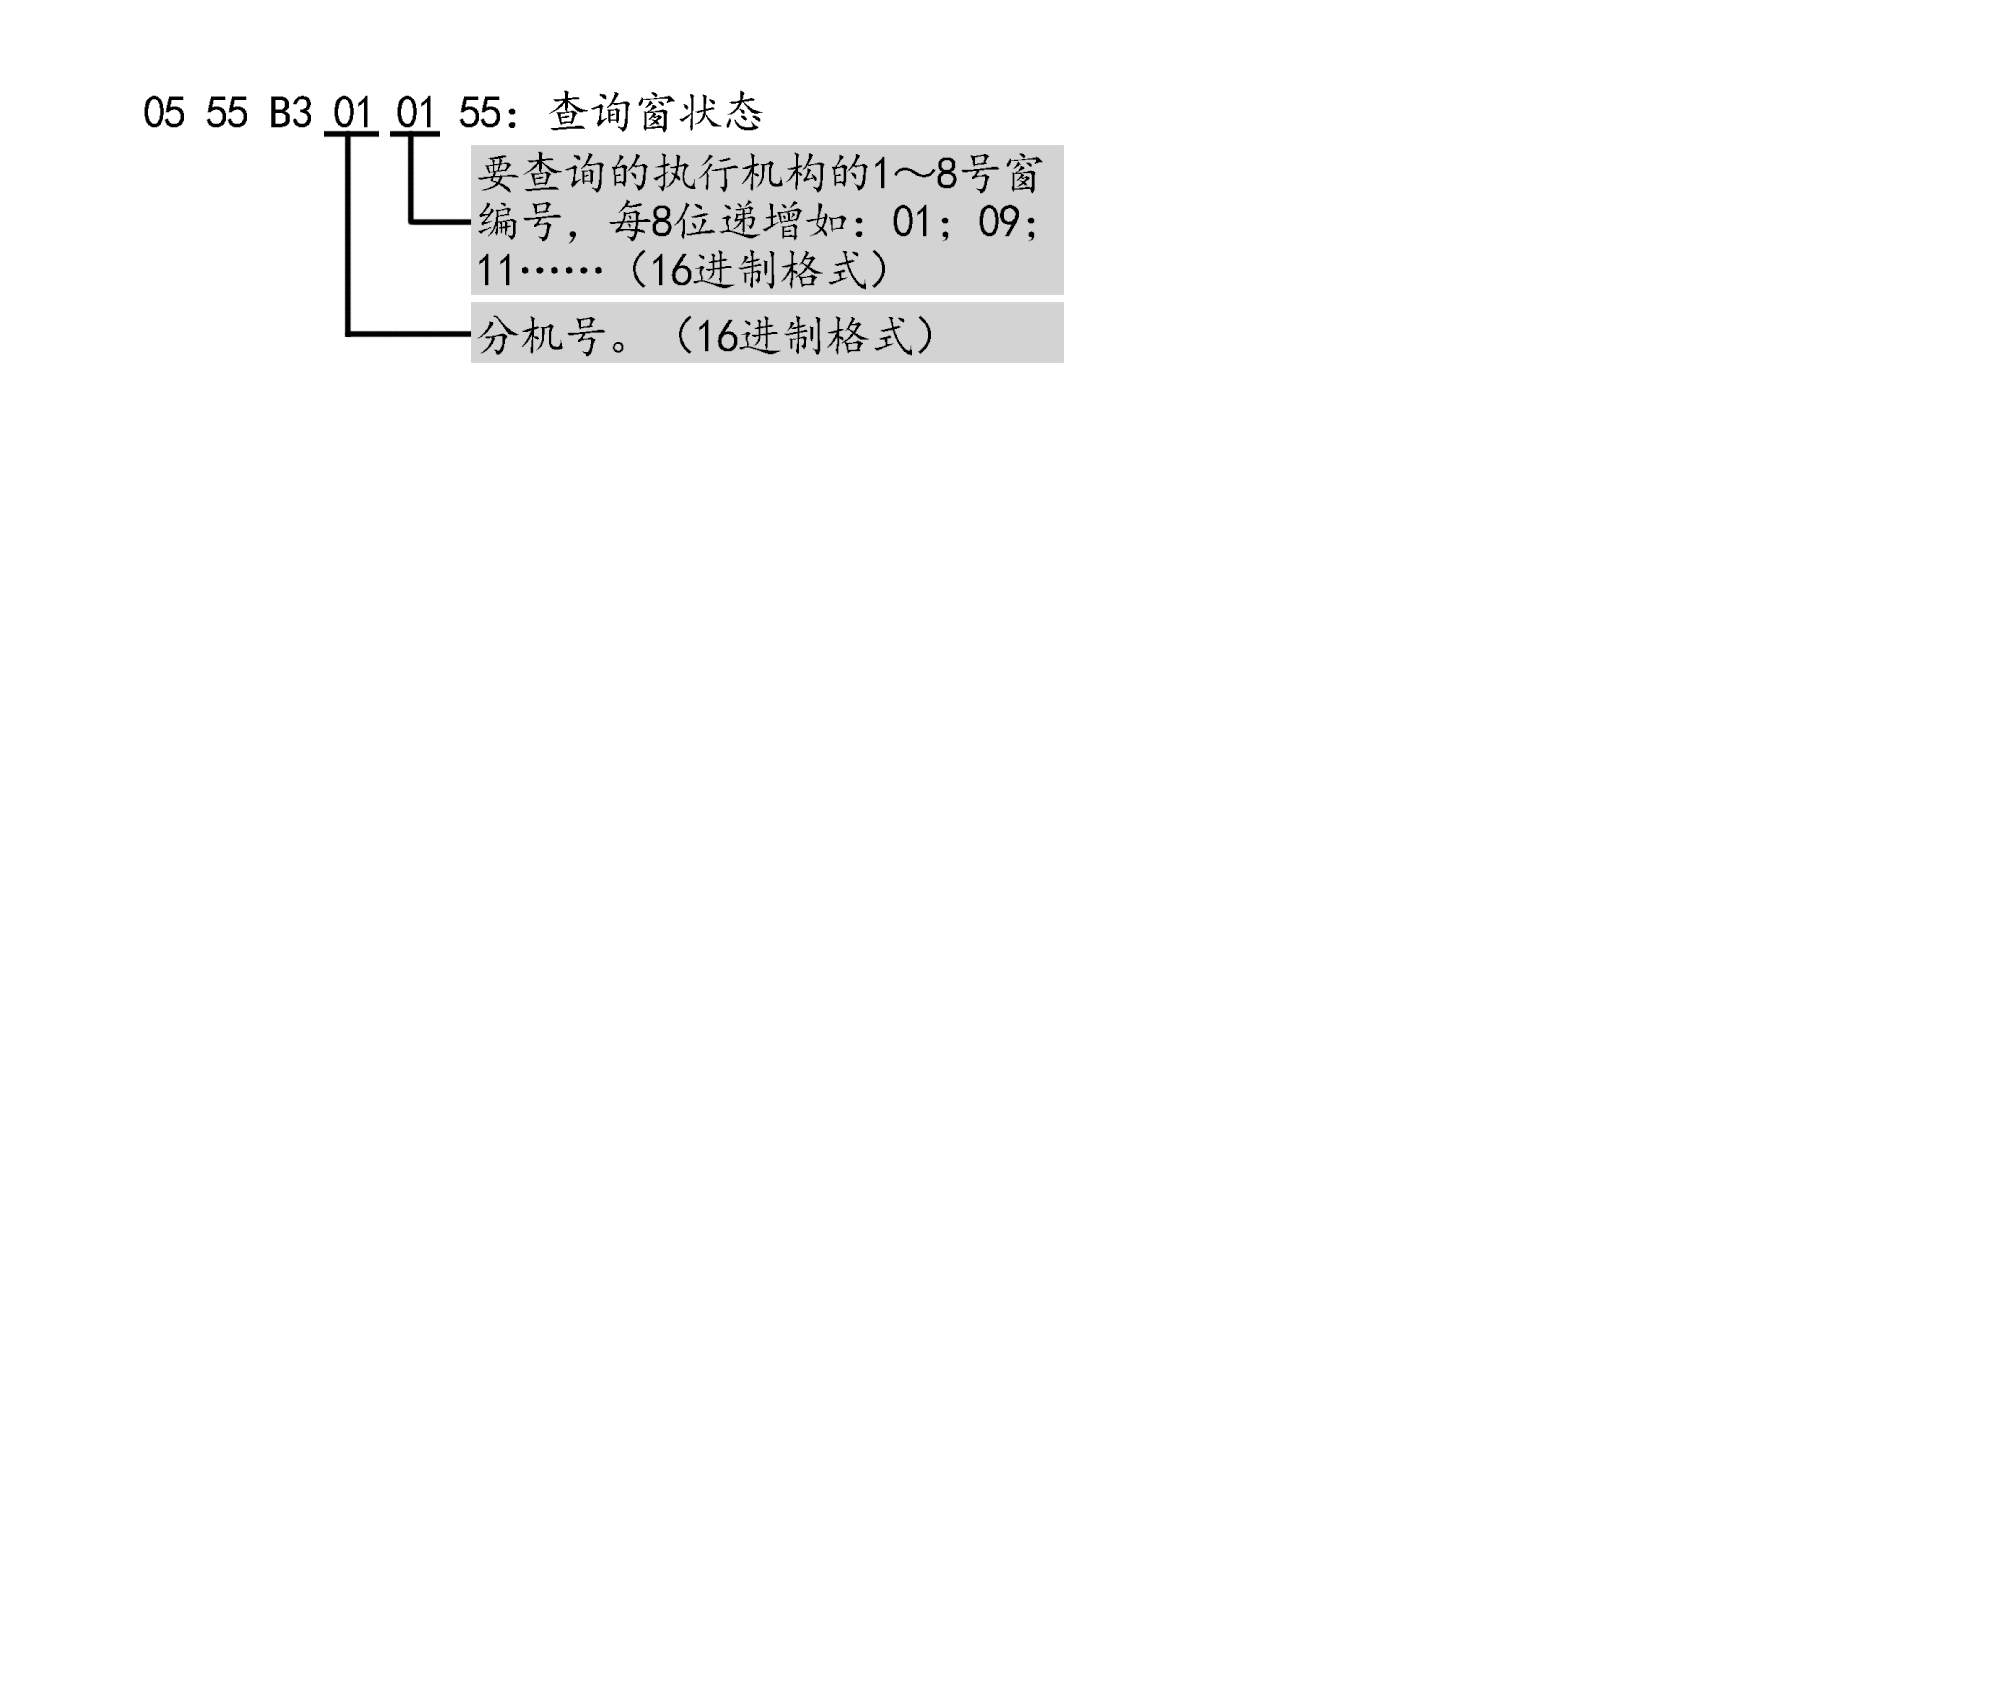 05 55 B3 01 01 55：查询窗状态
要查询的执行机构的1～8号窗
编号，每8位递增如：01；09；
11……（16进制格式）
分机号。（16进制格式）